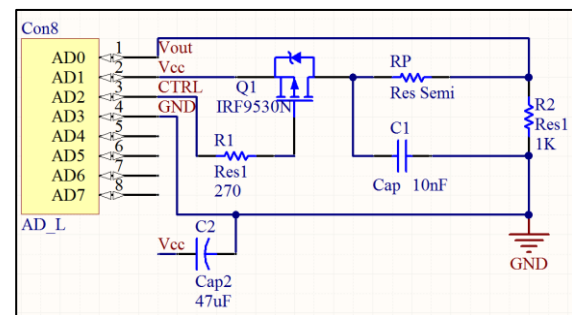 Con8
AD0 1 Vout
AD1 2 Vcc
AD2 3 CTRL
AD3 4 GND
AD4 5
AD5 6
AD6 7
AD7 8
AD_L
Q1
IRF9530N
RP
Res Semi
R2
Res1
1K
R1
Res1
270
C1
Cap 10nF
Vcc
C2
Cap2
47uF
GND